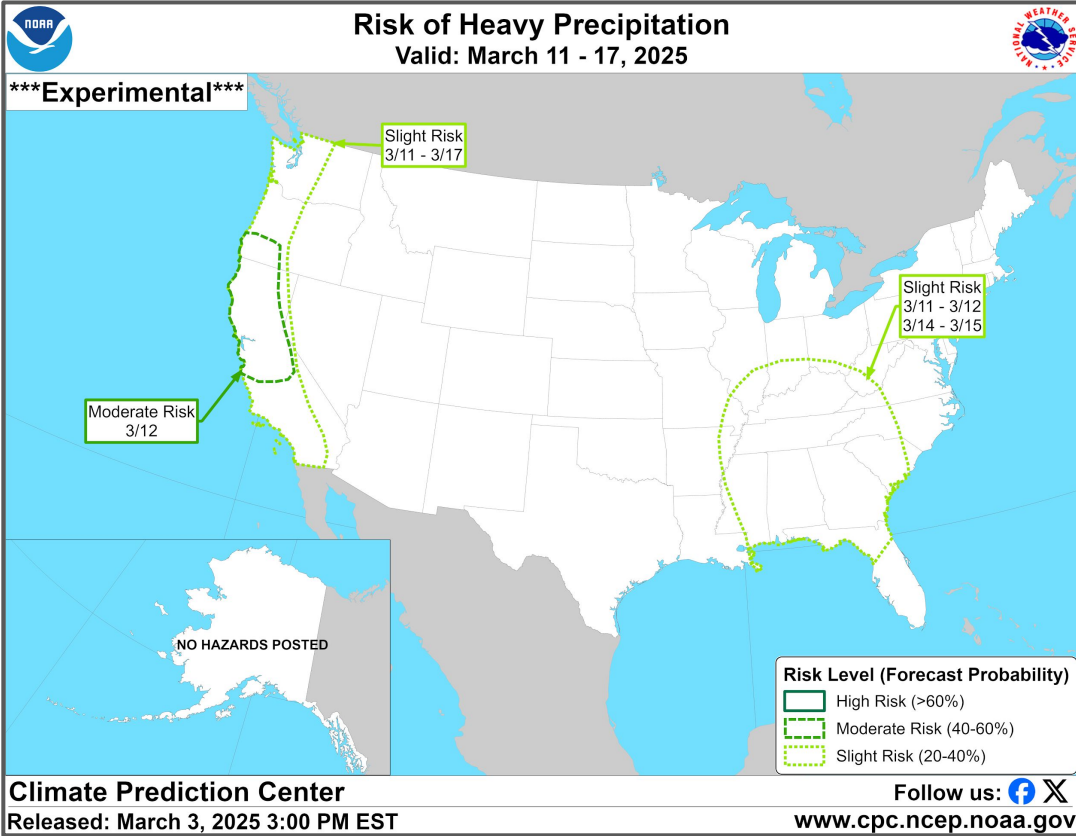 NOAA
Risk of Heavy Precipitation
Valid: March 11 - 17, 2025
NATIONAL WEATHER SERVICE
***Experimental***
Slight Risk
3/11 - 3/17
Slight Risk
3/11 - 3/12
3/14 - 3/15
Moderate Risk
3/12
NO HAZARDS POSTED
Risk Level (Forecast Probability)
High Risk (>60%)
Moderate Risk (40-60%)
Slight Risk (20-40%)
Climate Prediction Center
Follow us:
Released: March 3, 2025 3:00 PM EST
www.cpc.ncep.noaa.gov